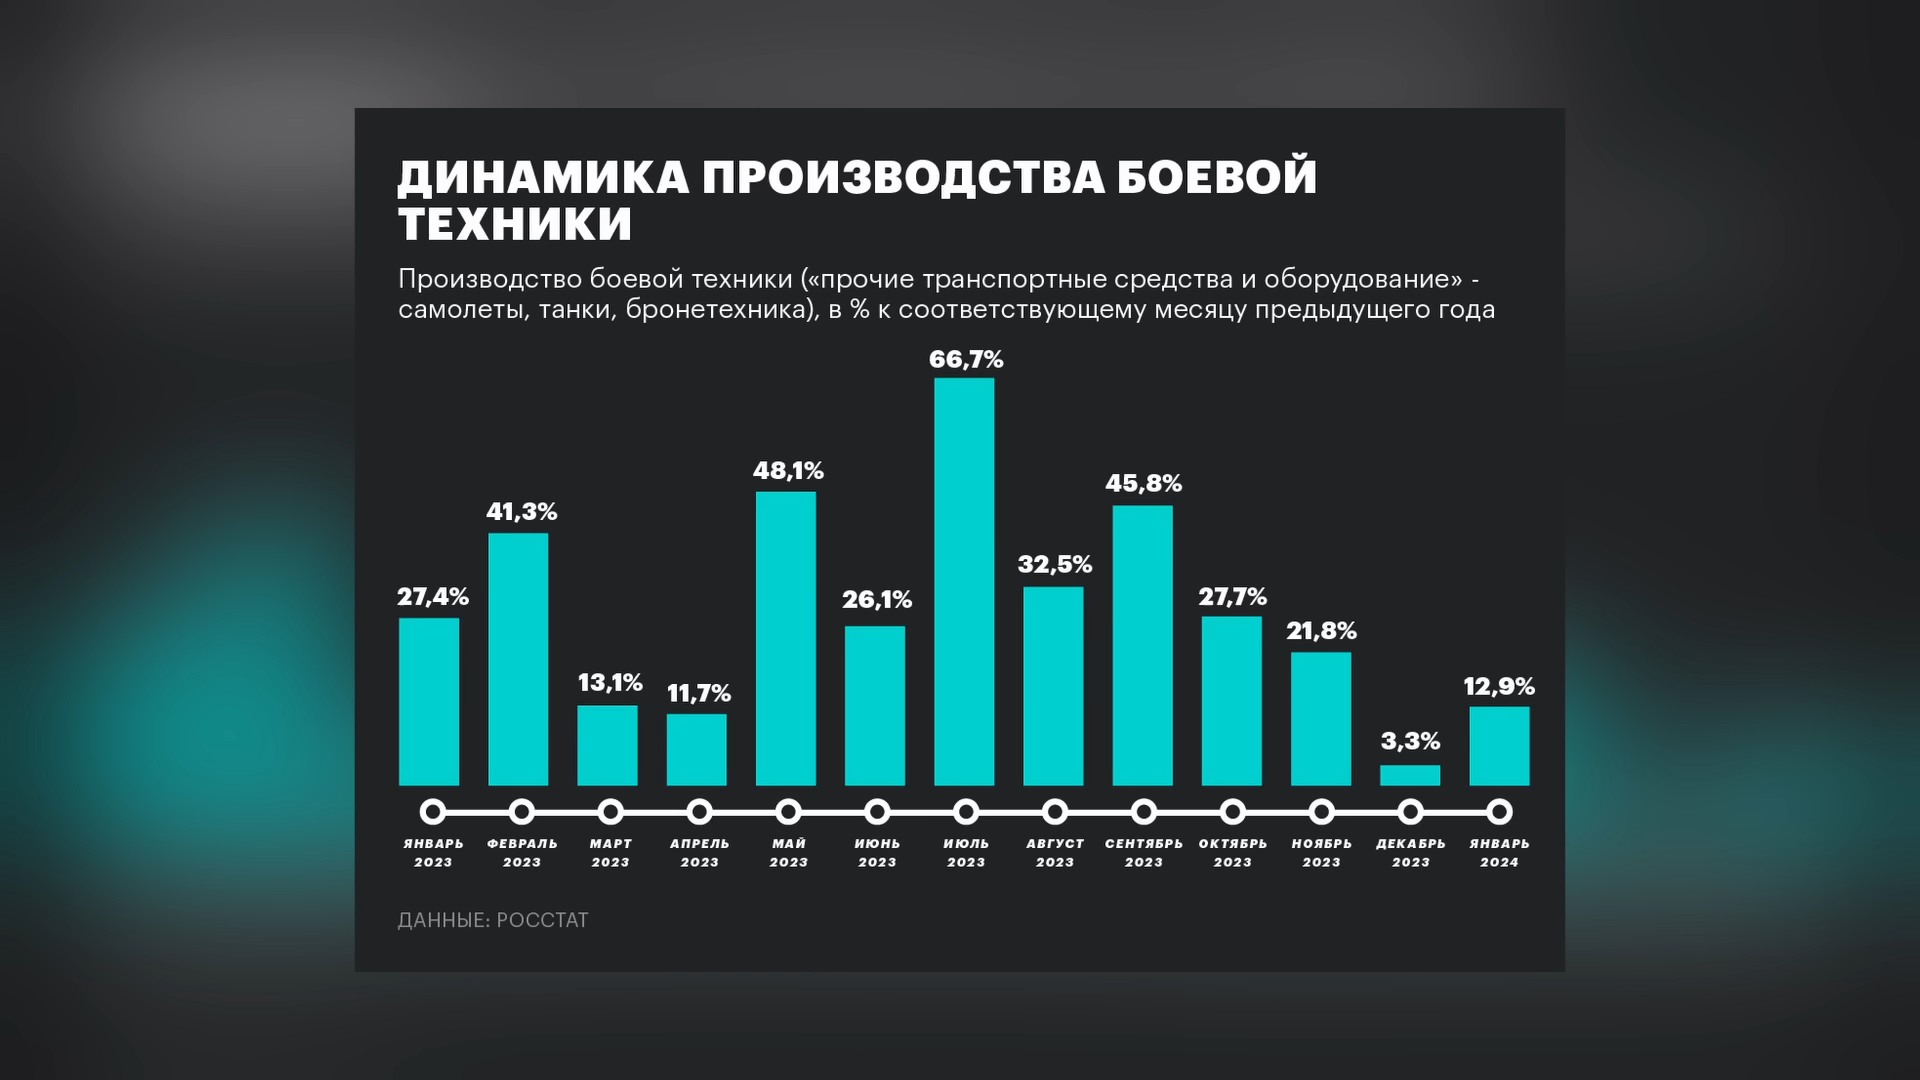 ДИНАМИКА ПРОИЗВОДСТВА БОЕВОЙ
ТЕХНИКИ
Производство боевой техники («прочие транспортные средства и оборудование» -
самолеты, танки, бронетехника), в % к соответствующему месяцу предыдущего года
27,4%
41,3%
13,1%
11,7%
48,1%
26,1%
66,7%
32,5%
45,8%
27,7%
21,8%
3,3%
12,9%
ЯНВАРЬ
2023
ФЕВРАЛЬ
2023
МАРТ
2023
АПРЕЛЬ
2023
МАЙ
2023
ИЮНЬ
2023
ИЮЛЬ
2023
АВГУСТ
2023
СЕНТЯБРЬ
2023
ОКТЯБРЬ
2023
НОЯБРЬ
2023
ДЕКАБРЬ
2023
ЯНВАРЬ
2024
ДАННЫЕ: РОССТАТ